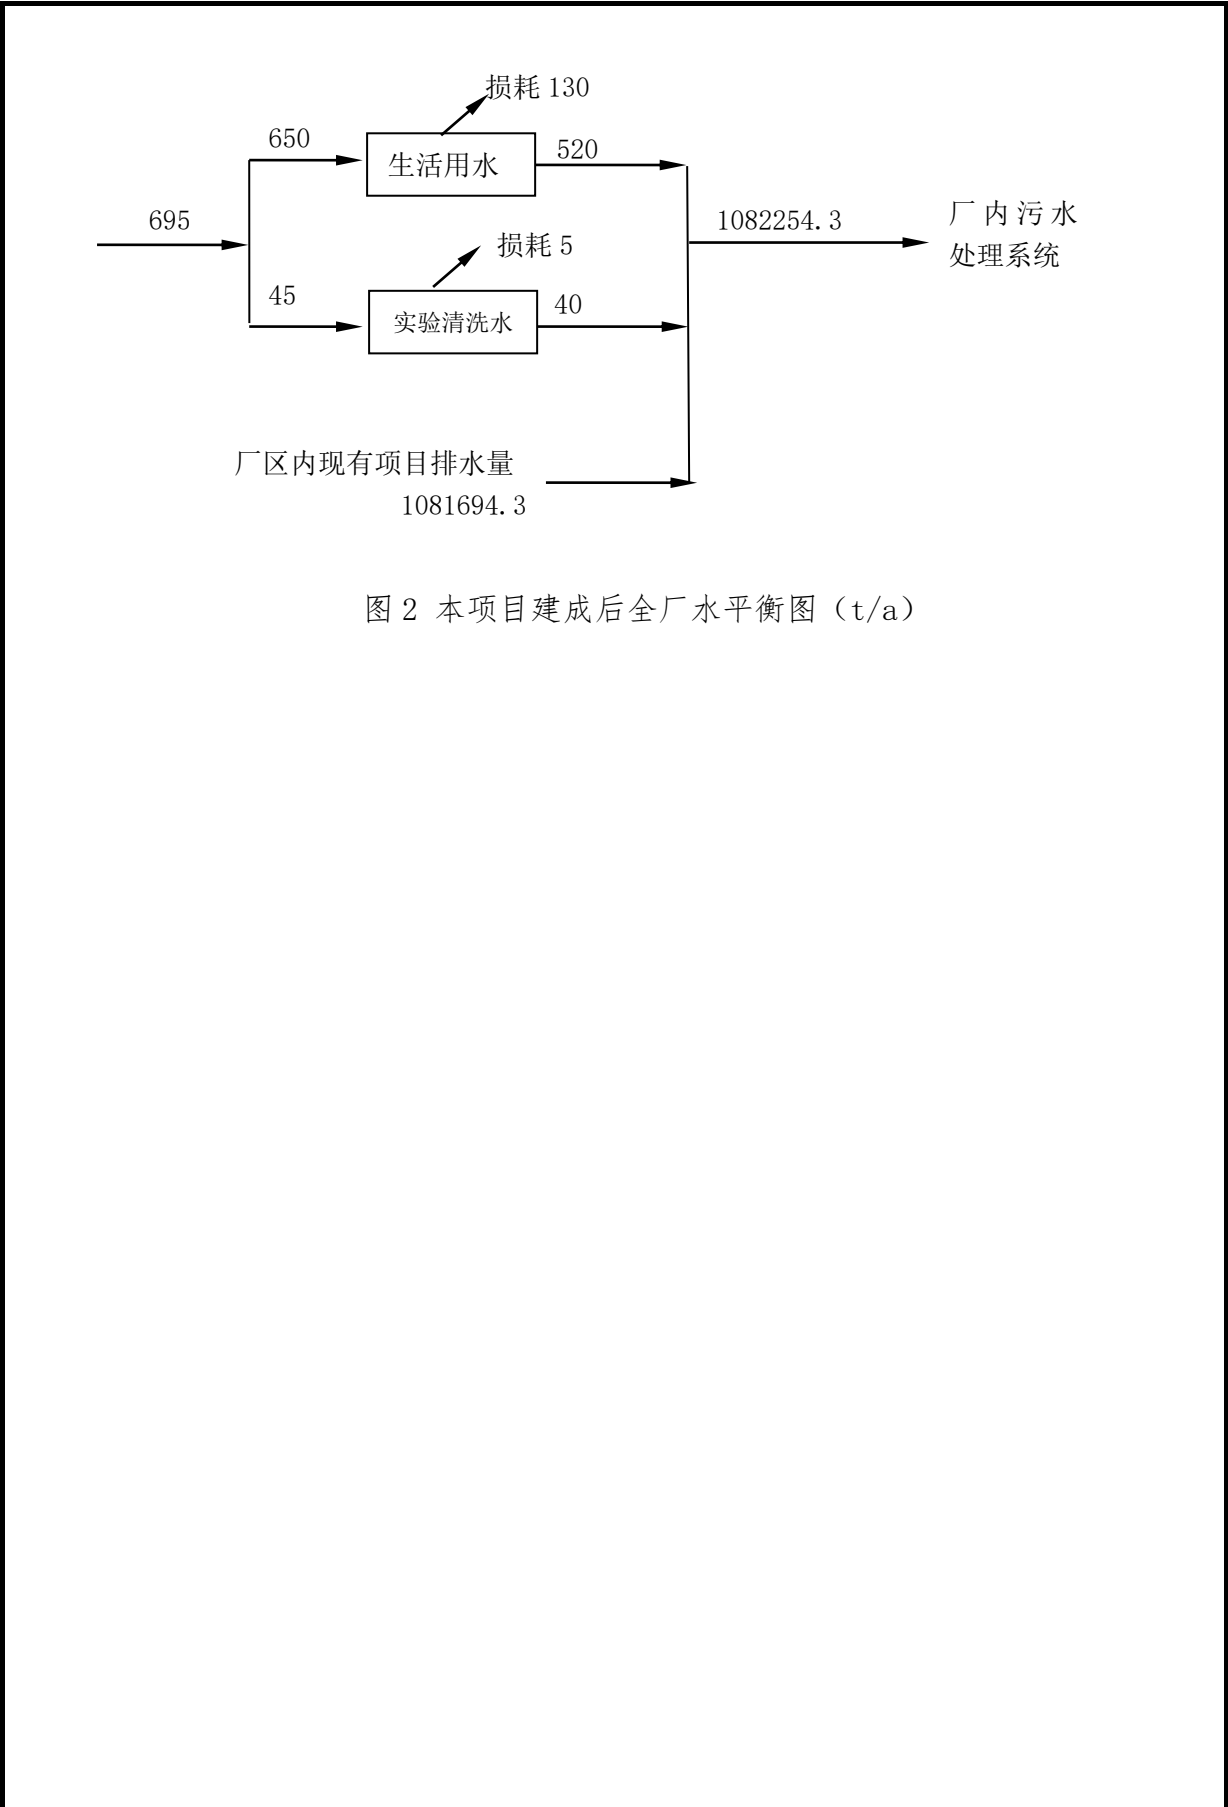 损耗 130
650
生活用水
520
695
1082254.3
厂内污水
处理系统
损耗 5
45
实验清洗水
40
厂区内现有项目排水量
1081694.3
图 2 本项目建成后全厂水平衡图（t/a）